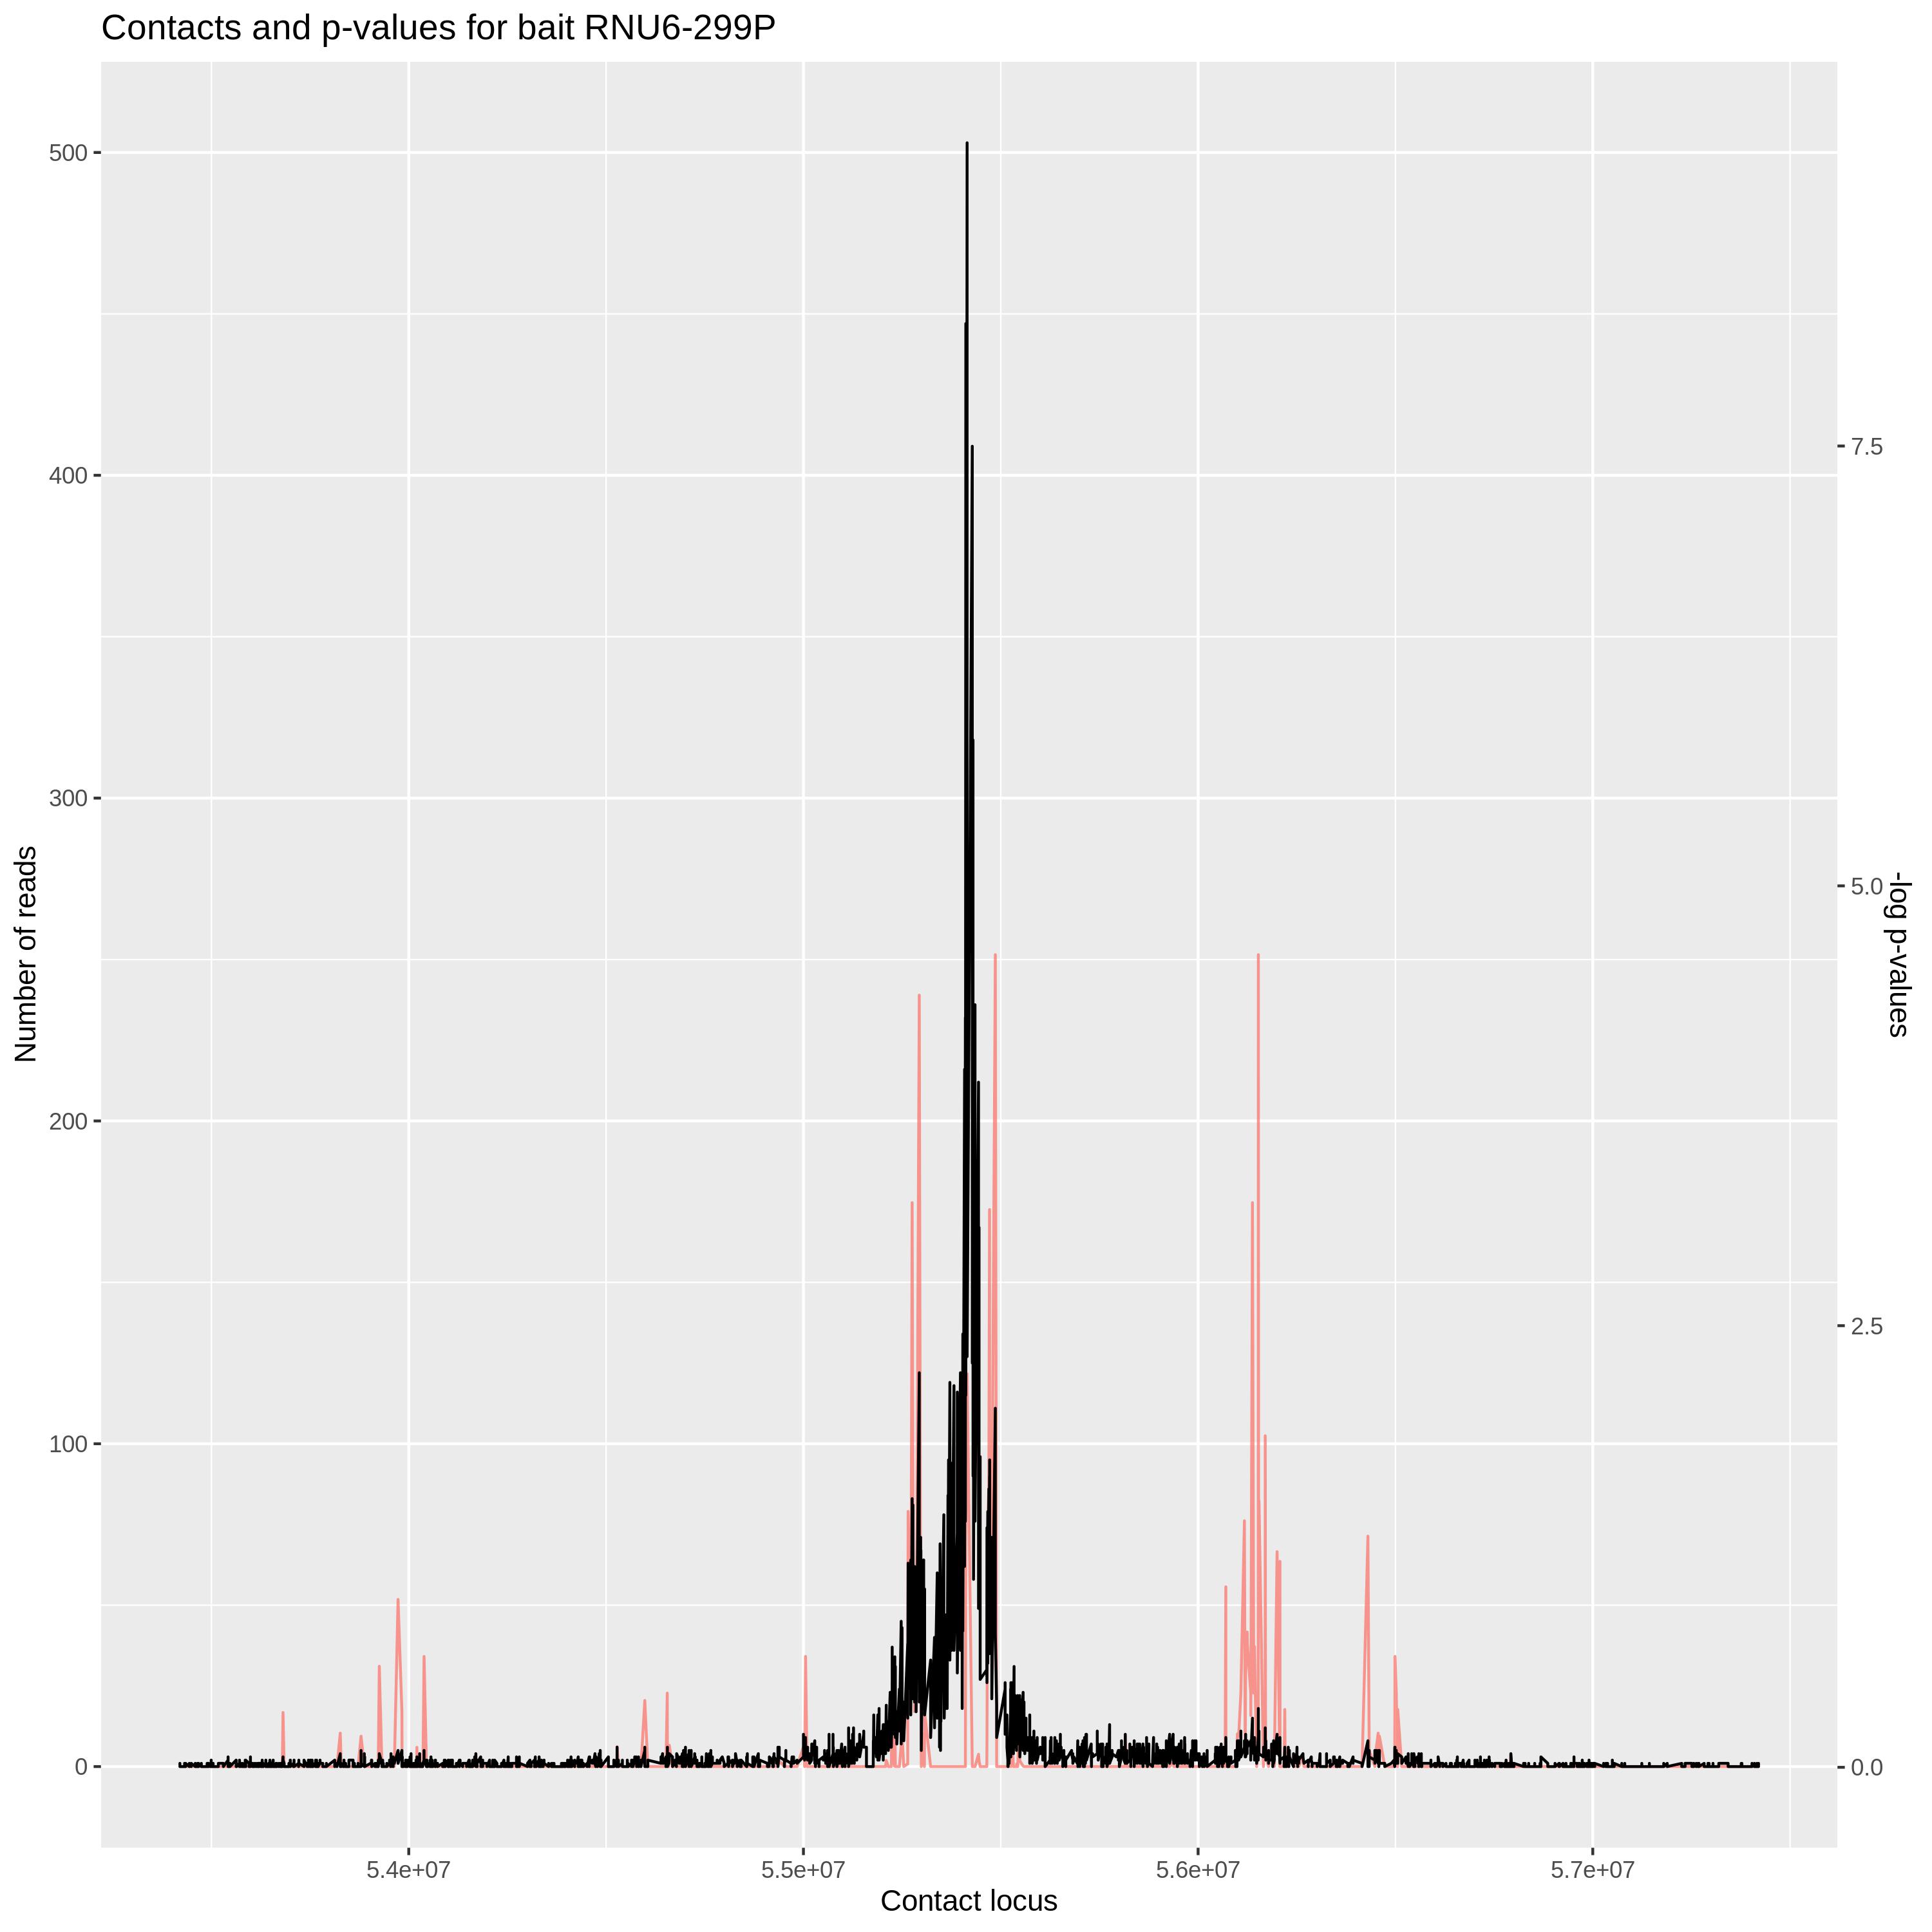 Contacts and p-values for bait RNU6-299P
500
400
300
200
100
0
Number of reads
7.5
5.0
2.5
0.0
-log p-values
5.4e+07
5.5e+07
5.6e+07
5.7e+07
Contact locus